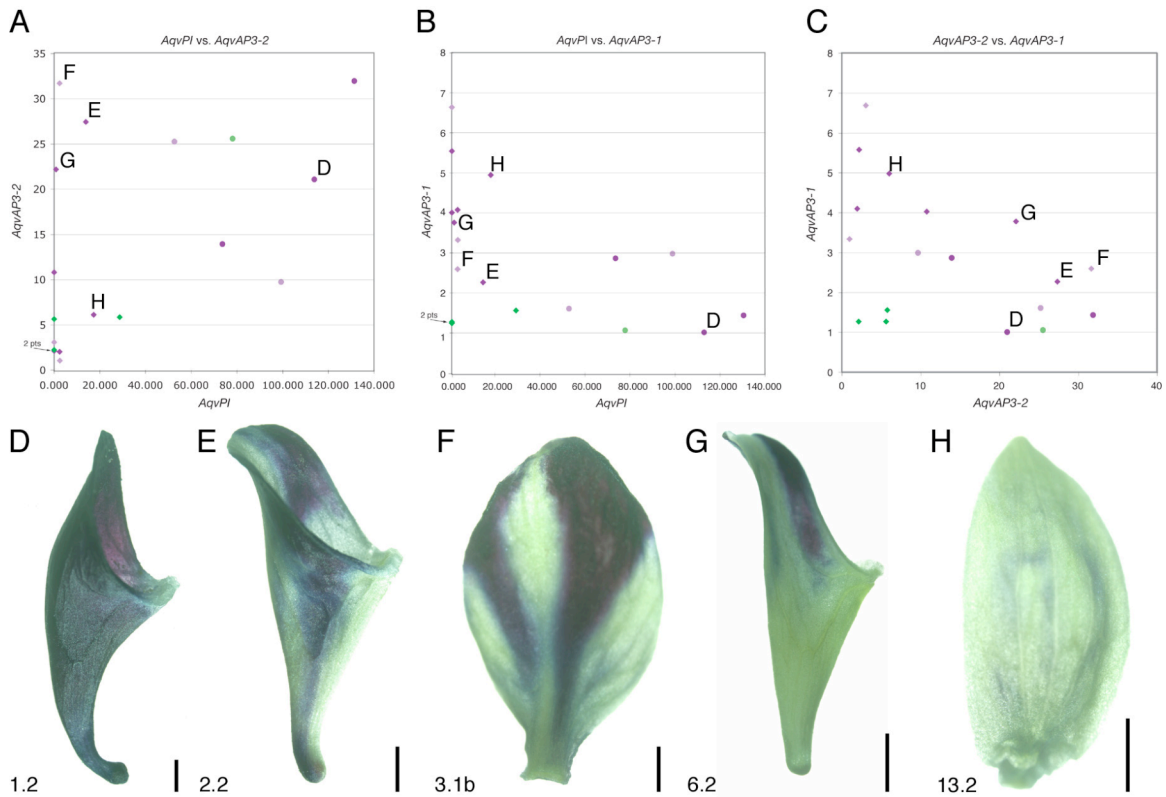 A
B
C
AqvPI vs. AqvAP3-2
AqvPI vs. AqvAP3-1
AqvAP3-2 vs. AqvAP3-1
35
30
25
20
15
10
5
0
AqvAP3-2
2 pts
F
E
G
D
H
0.000 20.000 40.000 60.000 80.000 100.000 120.000 140.000
AqvPI
8
7
6
5
4
3
2
1
0
AqvAP3-1
2 pts
H
G
F
E
D
0.000 20.000 40.000 60.000 80.000 100.000 120.000 140.000
AqvPI
8
7
6
5
4
3
2
1
0
AqvAP3-1
H
G
F
E
D
0 10 20 30 40
AqvAP3-2
D
E
F
G
H
1.2
2.2
3.1b
6.2
13.2